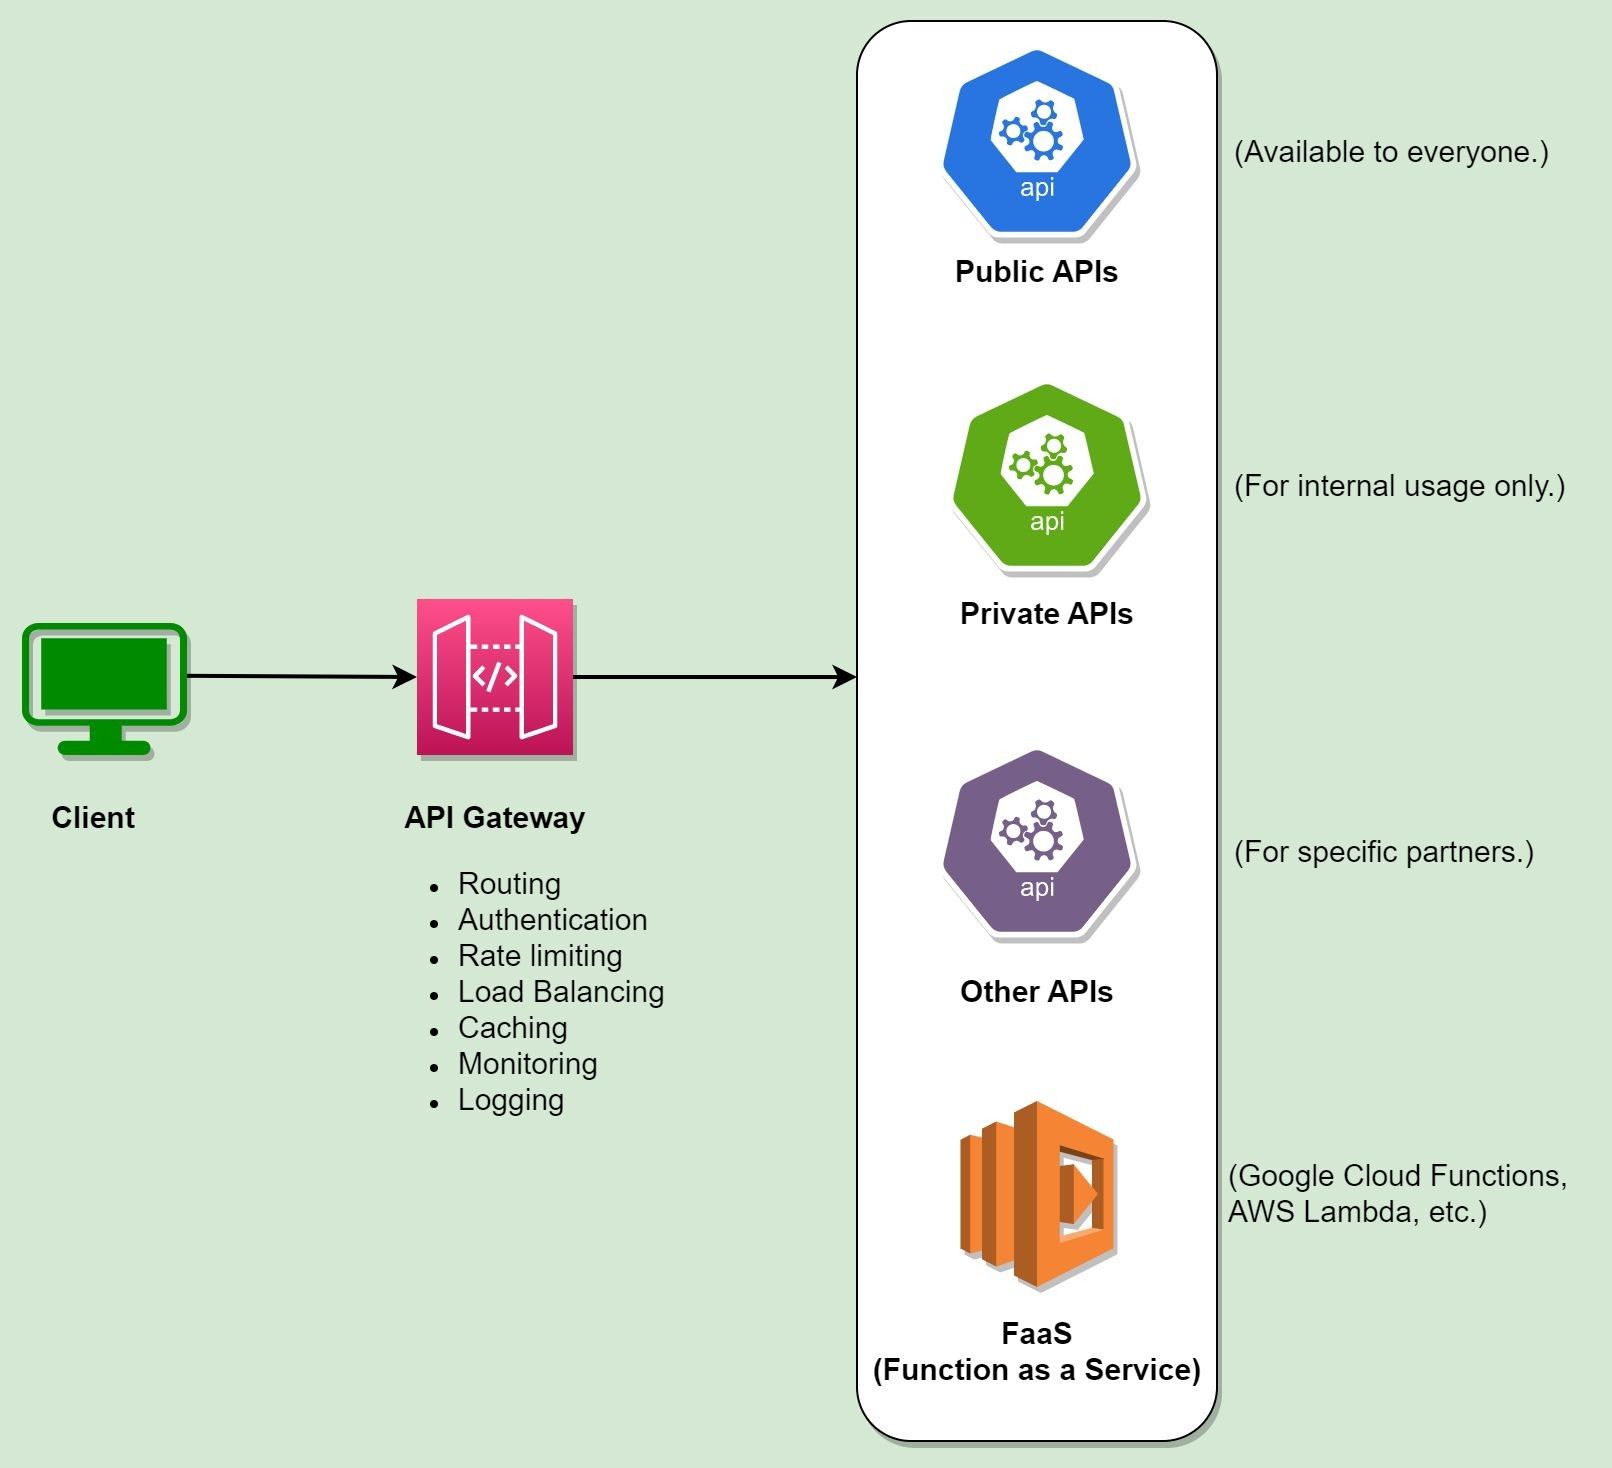 api
Public APIs
(Available to everyone.)
api
Private APIs
(For internal usage only.)
Client
API Gateway
• Routing
• Authentication
• Rate limiting
• Load Balancing
• Caching
• Monitoring
• Logging
</>
api
Other APIs
(For specific partners.)
FaaS
(Function as a Service)
(Google Cloud Functions,
AWS Lambda, etc.)